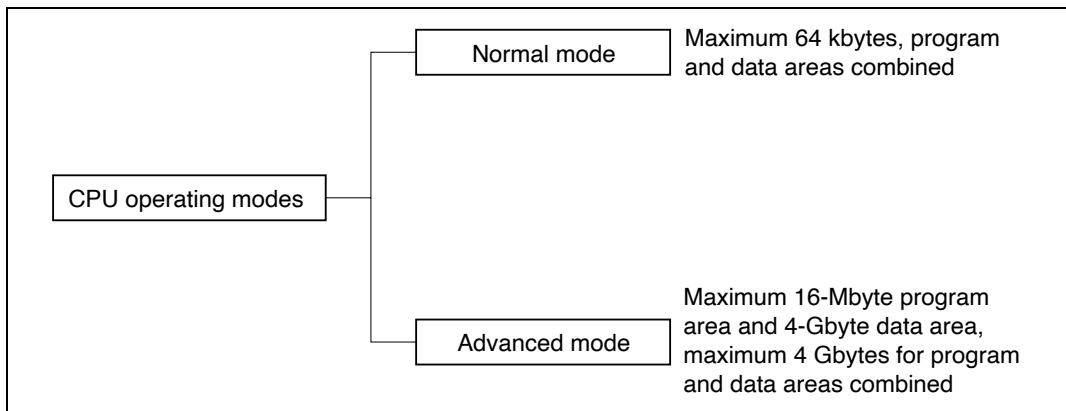 Normal mode
Maximum 64 kbytes, program
and data areas combined
CPU operating modes
Advanced mode
Maximum 16-Mbyte program
area and 4-Gbyte data area,
maximum 4 Gbytes for program
and data areas combined